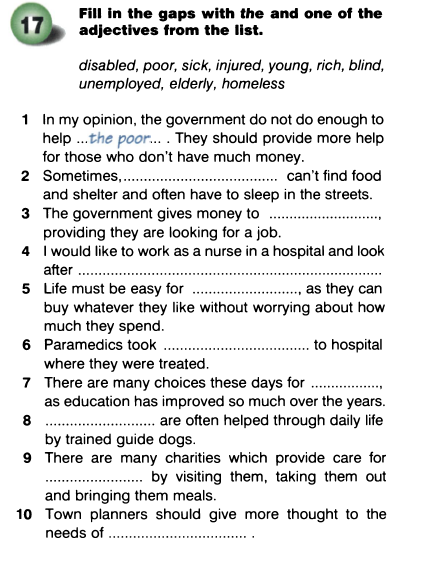 17
Fill in the gaps with the and one of the
adjectives from the list.
disabled, poor, sick, injured, young, rich, blind,
unemployed, elderly, homeless
1 In my opinion, the government do not do enough to
help ...the poor... . They should provide more help
for those who don't have much money.
2 Sometimes,..................................... can't find food
and shelter and often have to sleep in the streets.
3 The government gives money to ..........................,
providing they are looking for a job.
4 I would like to work as a nurse in a hospital and look
after .........................................................................
5 Life must be easy for ........................., as they can
buy whatever they like without worrying about how
much they spend.
6 Paramedics took ................................... to hospital
where they were treated.
7 There are many choices these days for ................,
as education has improved so much over the years.
8 .......................... are often helped through daily life
by trained guide dogs.
9 There are many charities which provide care for
....................... by visiting them, taking them out
and bringing them meals.
10 Town planners should give more thought to the
needs of ................................. .